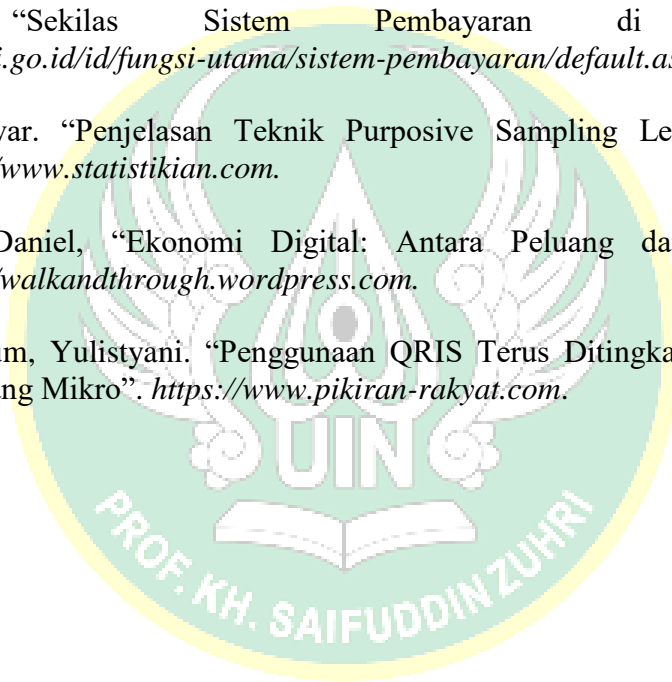 “Sekilas Sistem Pembayaran di
i.go.id/id/fungsi-utama/sistem-pembayaran/default.as
yar. “Penjelasan Teknik Purposive Sampling Le
/www.statistikian.com.
Daniel, “Ekonomi Digital: Antara Peluang da
/walkandthrough.wordpress.com.
um, Yulistyani. “Penggunaan QRIS Terus Ditingka
ng Mikro”. https://www.pikiran-rakyat.com.
UIN
PROF. KH. SAIFUDDIN ZUHRI